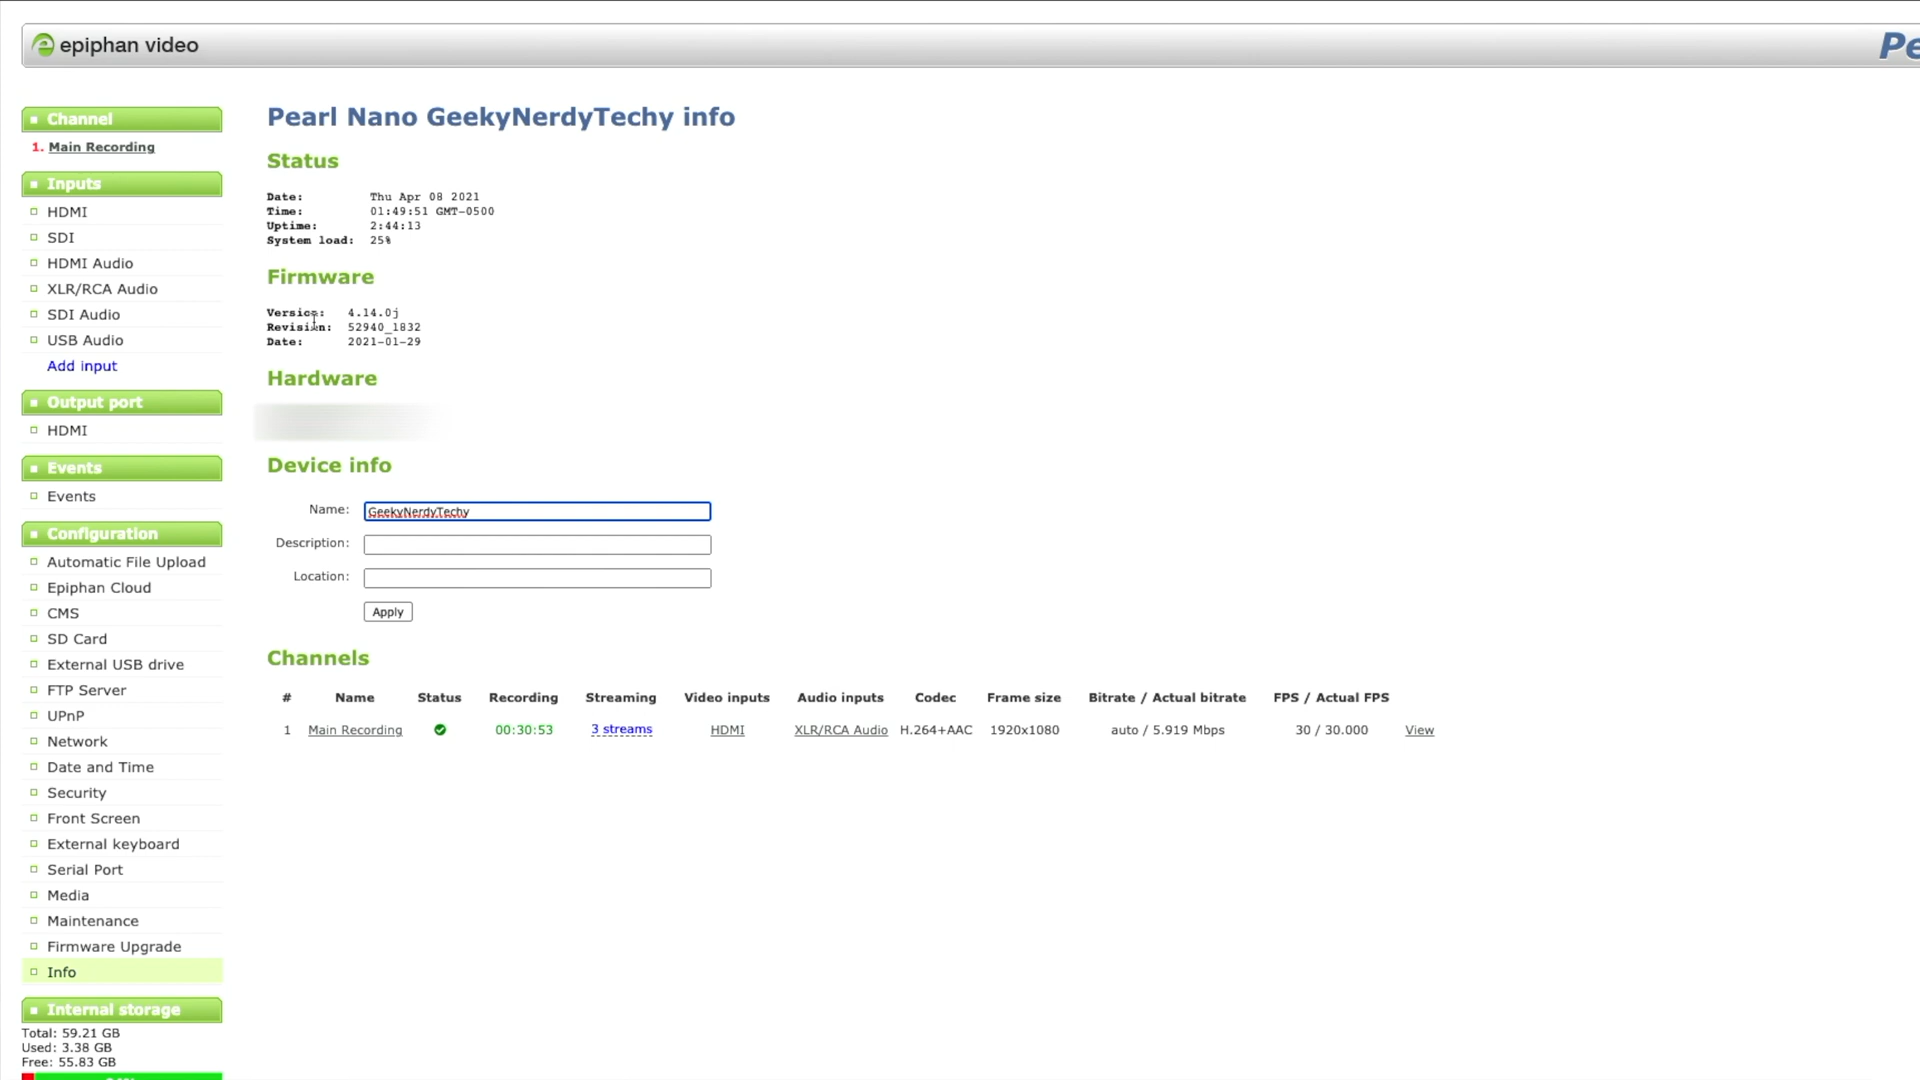 epiphan video
Pe
Channel
1. Main Recording
Inputs
HDMI
SDI
HDMI Audio
XLR/RCA Audio
SDI Audio
USB Audio
Add input
Output port
HDMI
Events
Events
Configuration
Automatic File Upload
Epiphan Cloud
CMS
SD Card
External USB drive
FTP Server
UPnP
Network
Date and Time
Security
Front Screen
External keyboard
Serial Port
Media
Maintenance
Firmware Upgrade
Info
Internal storage
Total: 59.21 GB
Used: 3.38 GB
Free: 55.83 GB
Pearl Nano GeekyNerdyTechy info
Status
Date: Thu Apr 08 2021
Time: 01:49:51 GMT-0500
Uptime: 2:44:13
System load: 25%
Firmware
Version: 4.14.0j
Revision: 52940_1832
Date: 2021-01-29
Hardware
Device info
Name: GeekyNerdyTechy
Description:
Location:
Apply
Channels
# Name Status Recording Streaming Video inputs Audio inputs Codec Frame size Bitrate / Actual bitrate FPS / Actual FPS
1 Main Recording 00:30:53 3 streams HDMI XLR/RCA Audio H.264+AAC 1920x1080 auto / 5.919 Mbps 30 / 30.000 View